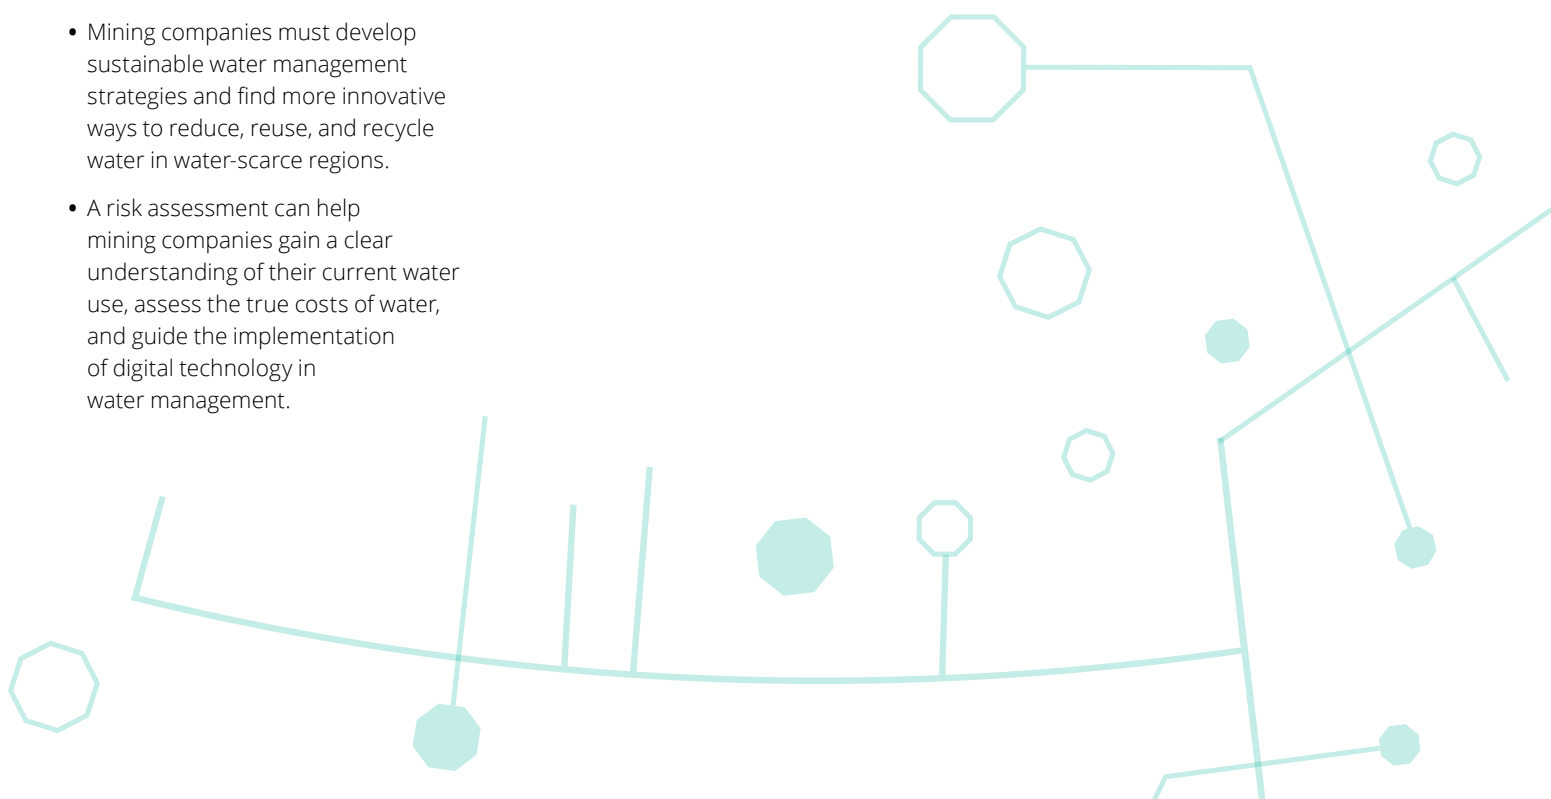 • Mining companies must develop
sustainable water management
strategies and find more innovative
ways to reduce, reuse, and recycle
water in water-scarce regions.
• A risk assessment can help
mining companies gain a clear
understanding of their current water
use, assess the true costs of water,
and guide the implementation
of digital technology in
water management.